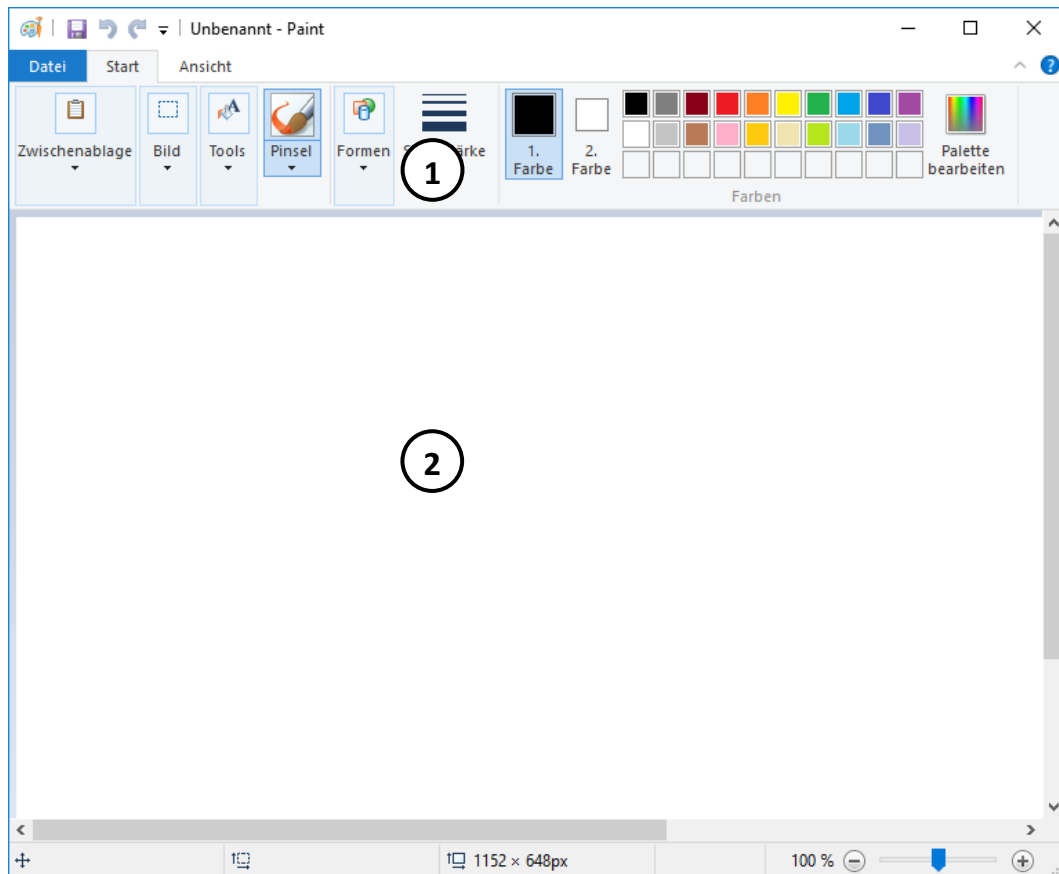 Unbenannt - Paint
Datei Start Ansicht
Zwischenablage Bild Tools Pinsel Formen 1. Farbe 2. Farbe Palette bearbeiten
1
Farben
2
1152 × 648px 100 %